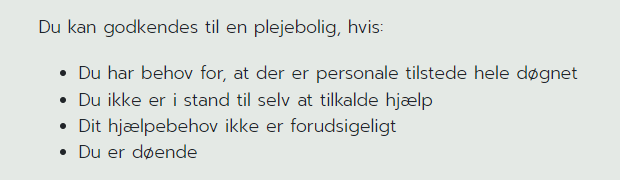 Du kan godkendes til en plejebolig, hvis:
• Du har behov for, at der er personale tilstede hele døgnet
• Du ikke er i stand til selv at tilkalde hjælp
• Dit hjælpebehov ikke er forudsigeligt
• Du er døende